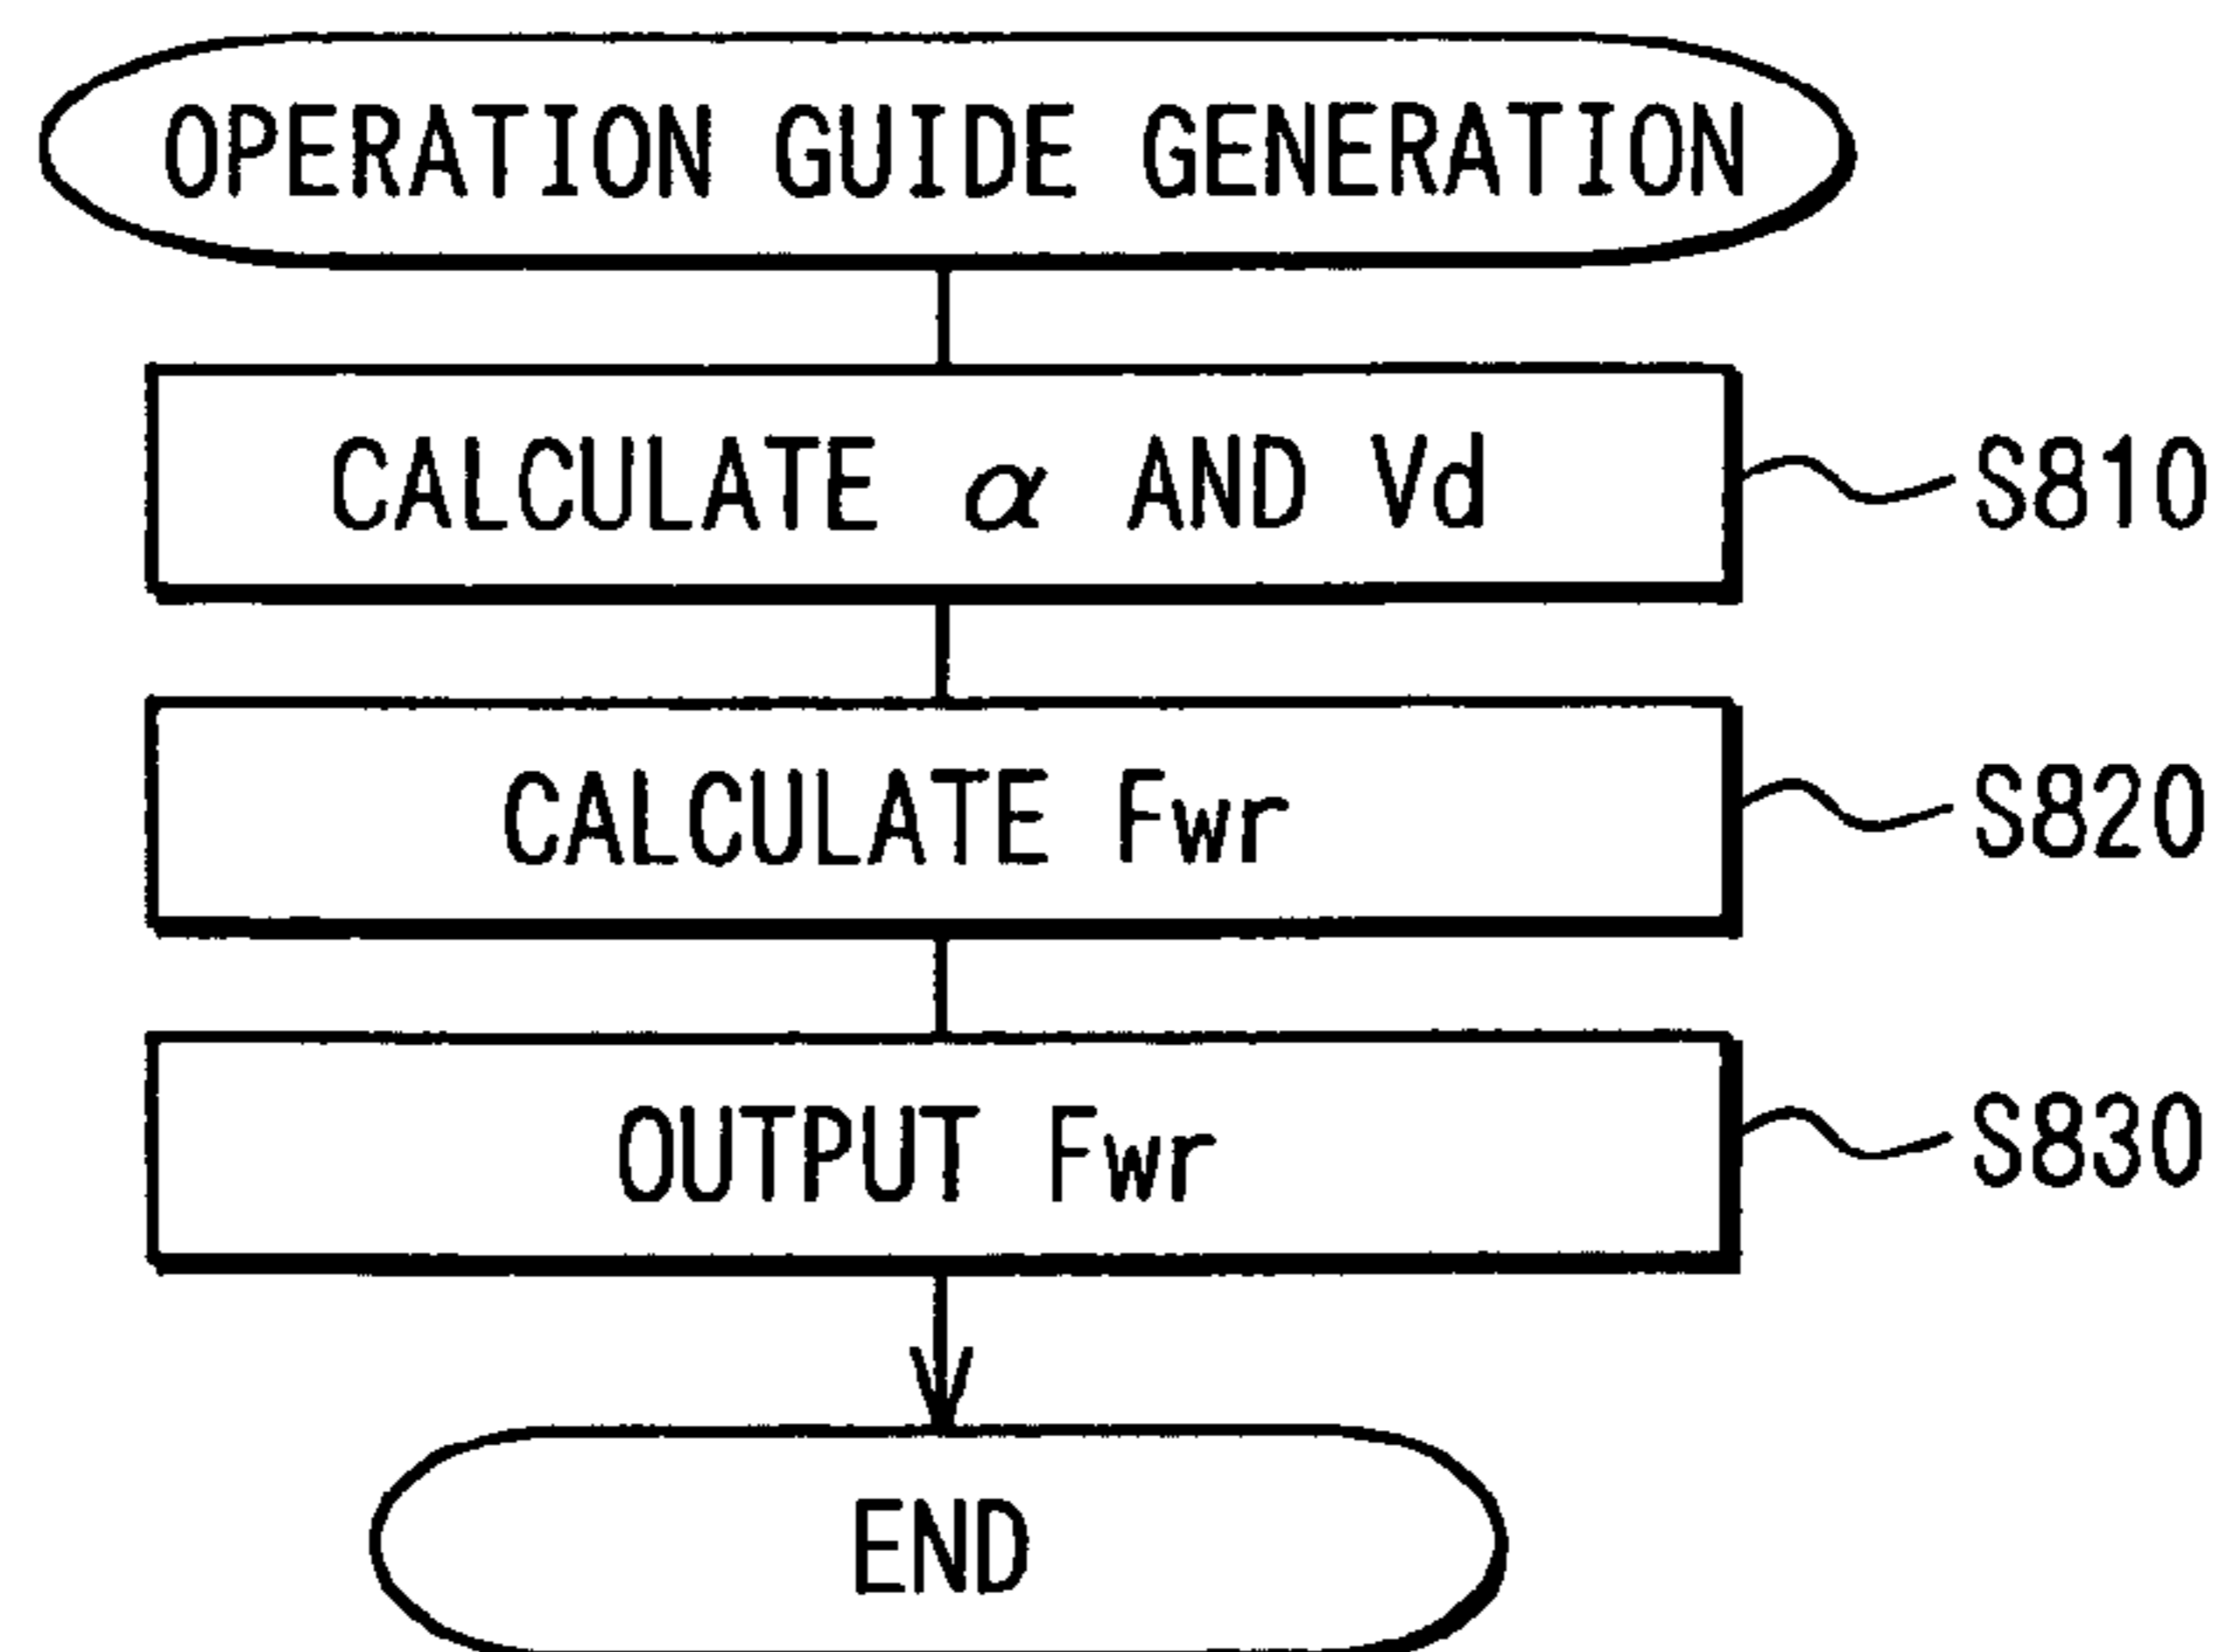 OPERATION GUIDE GENERATION
CALCULATE α AND Vd
S810
CALCULATE Fwr
S820
OUTPUT Fwr
S830
END